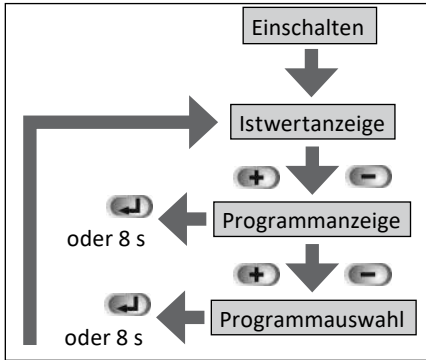 Einschalten
Istwertanzeige
+ −
Programmanzeige
oder 8 s
+ −
Programmauswahl
oder 8 s